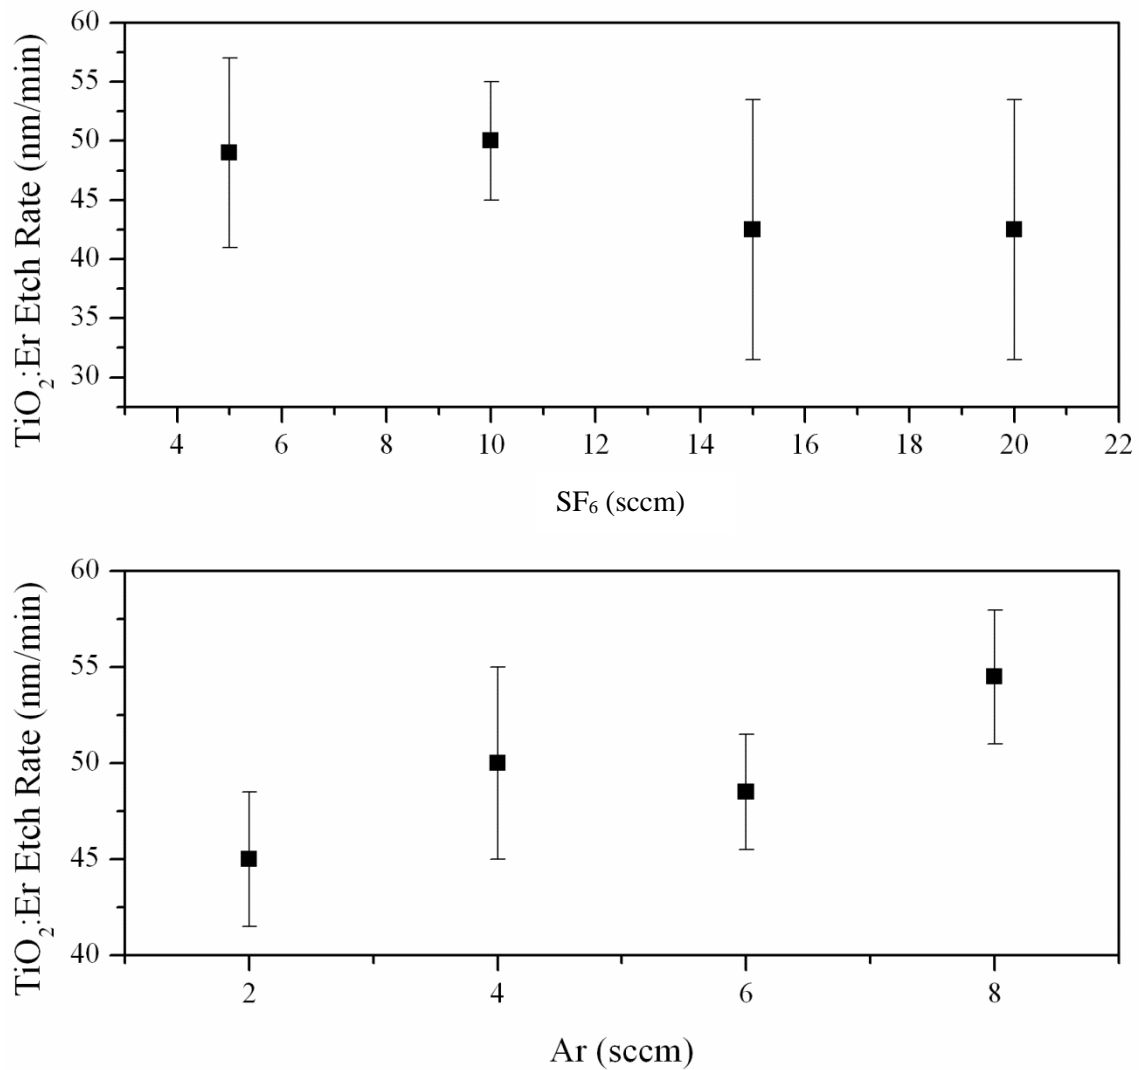 TiO₂:Er Etch Rate (nm/min)
60
55
50
45
40
35
30
4 6 8 10 12 14 16 18 20 22
SF₆ (sccm)
TiO₂:Er Etch Rate (nm/min)
60
55
50
45
40
2 4 6 8
Ar (sccm)